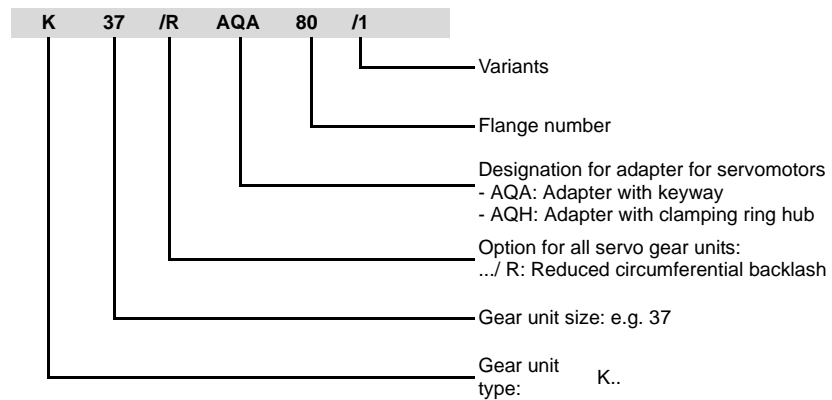 K 37 /R AQA 80 /1
Variants
Flange number
Designation for adapter for servomotors
- AQA: Adapter with keyway
- AQH: Adapter with clamping ring hub
Option for all servo gear units:
.../ R: Reduced circumferential backlash
Gear unit size: e.g. 37
Gear unit
type: K..